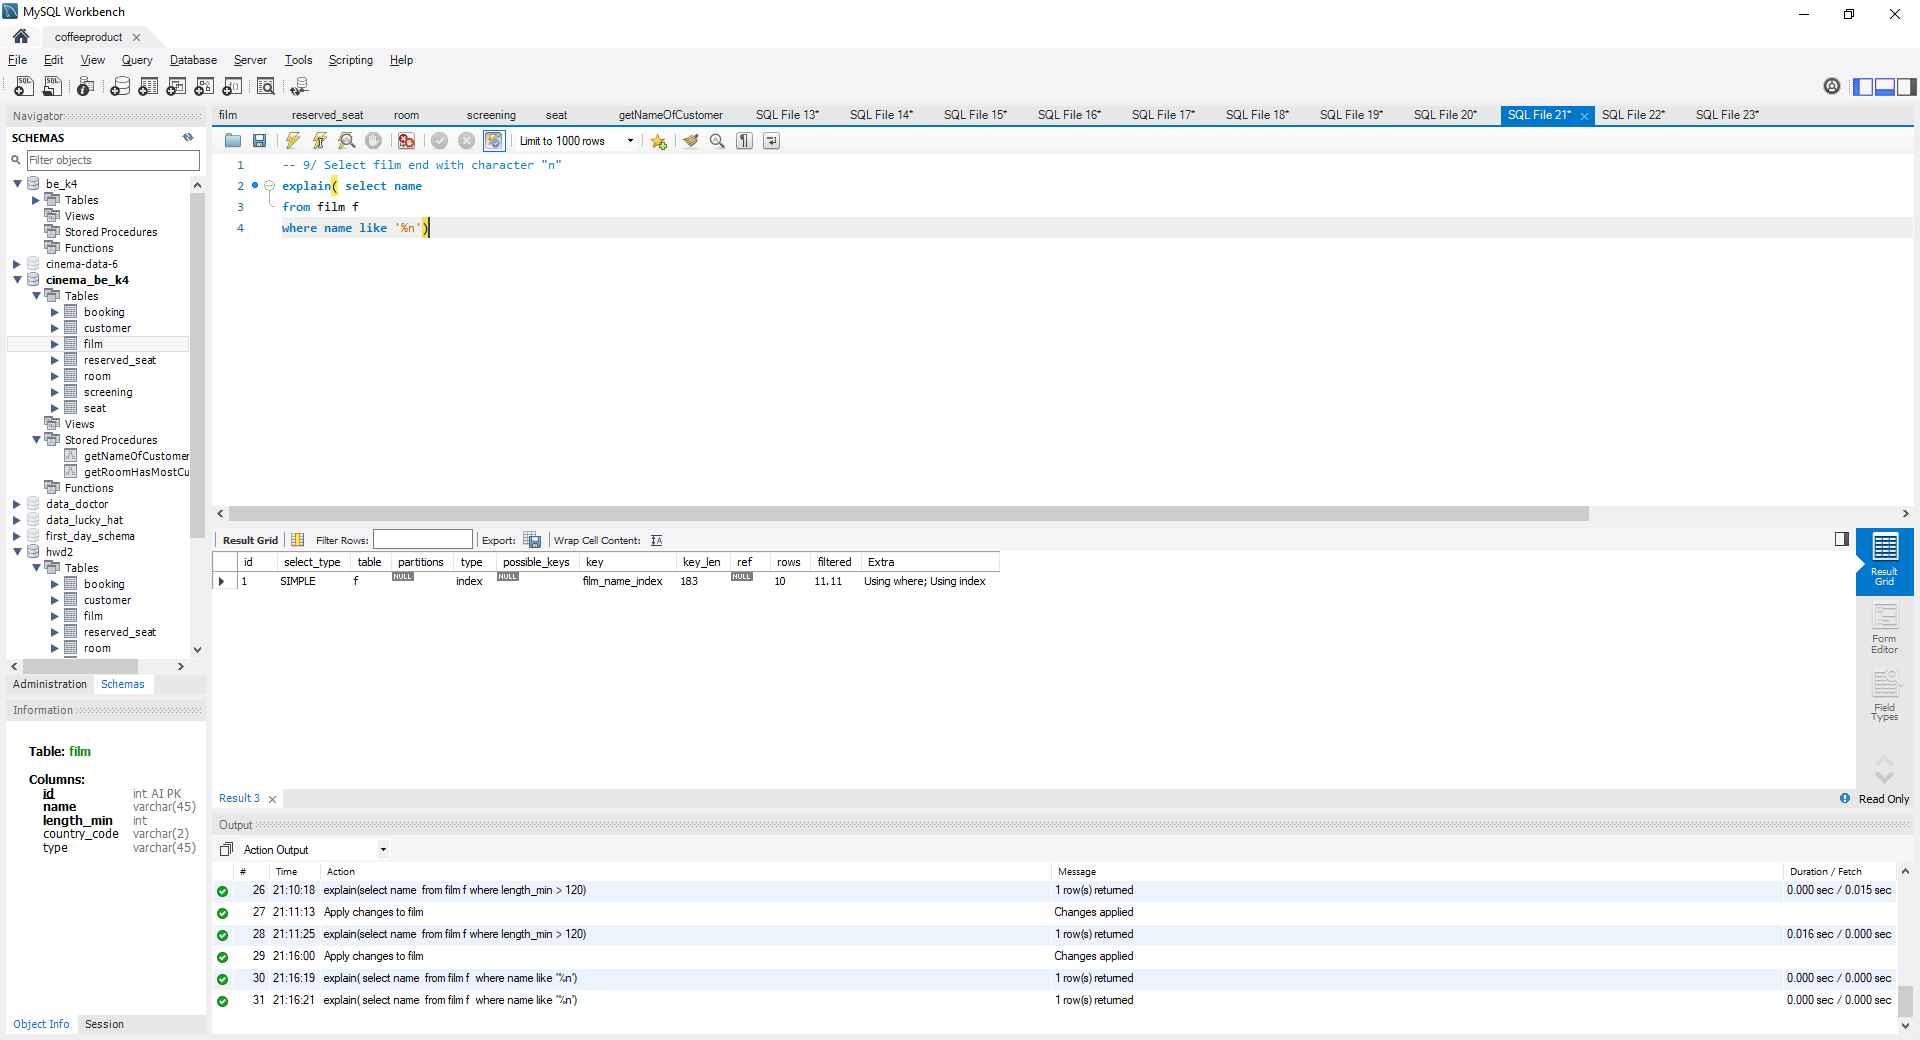 MySQL Workbench
coffeeproduct
File Edit View Query Database Server Tools Scripting Help
Navigator
SCHEMAS
Filter objects
be_k4
Tables
Views
Stored Procedures
Functions
cinema-data-6
cinema_be_k4
Tables
booking
customer
film
reserved_seat
room
screening
seat
Views
Stored Procedures
getNameOfCustomer
getRoomHasMostCu
Functions
data_doctor
data_lucky_hat
first_day_schema
hwd2
Tables
booking
customer
film
reserved_seat
room
Administration Schemas
Information
Table: film
Columns:
id int AI PK
name varchar(45)
length_min int
country_code varchar(2)
type varchar(45)
Object Info Session
film reserved_seat room screening seat getNameOfCustomer SQL File 13* SQL File 14* SQL File 15* SQL File 16* SQL File 17* SQL File 18* SQL File 19* SQL File 20* SQL File 21* SQL File 22* SQL File 23*
Limit to 1000 rows
1 -- 9/ Select film end with character "n"
2 explain( select name
3 from film f
4 where name like '%n')
Result Grid Filter Rows: Export: Wrap Cell Content:
id select_type table partitions type possible_keys key key_len ref rows filtered Extra
1 SIMPLE f NULL index NULL film_name_index 183 NULL 10 11.11 Using where; Using index
Result Grid
Form Editor
Field Types
Result 3
Read Only
Output
Action Output
# Time Action Message Duration / Fetch
26 21:10:18 explain(select name from film f where length_min > 120) 1 row(s) returned 0.000 sec / 0.015 sec
27 21:11:13 Apply changes to film Changes applied
28 21:11:25 explain(select name from film f where length_min > 120) 1 row(s) returned 0.016 sec / 0.000 sec
29 21:16:00 Apply changes to film Changes applied
30 21:16:19 explain( select name from film f where name like '%n') 1 row(s) returned 0.000 sec / 0.000 sec
31 21:16:21 explain( select name from film f where name like '%n') 1 row(s) returned 0.000 sec / 0.000 sec